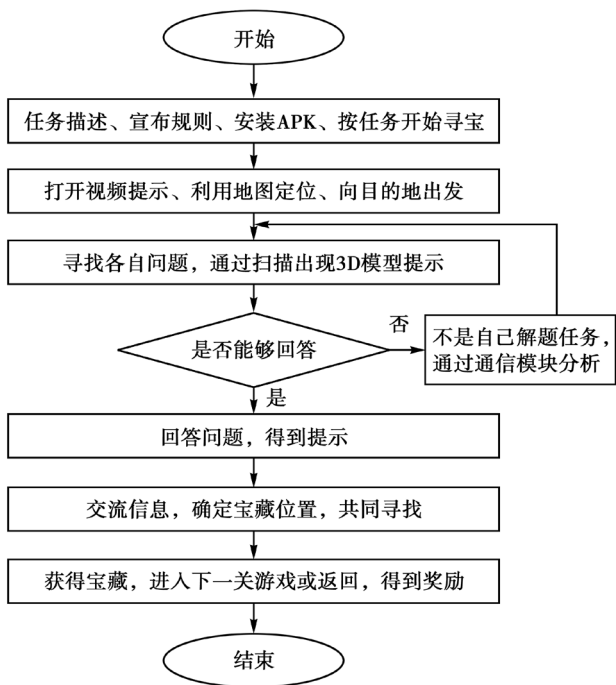 开始
任务描述、宣布规则、安装APK、按任务开始寻宝
打开视频提示、利用地图定位、向目的地出发
寻找各自问题，通过扫描出现3D模型提示
是否能够回答
否
不是自己解题任务，
通过通信模块分析
是
回答问题，得到提示
交流信息，确定宝藏位置，共同寻找
获得宝藏，进入下一关游戏或返回，得到奖励
结束